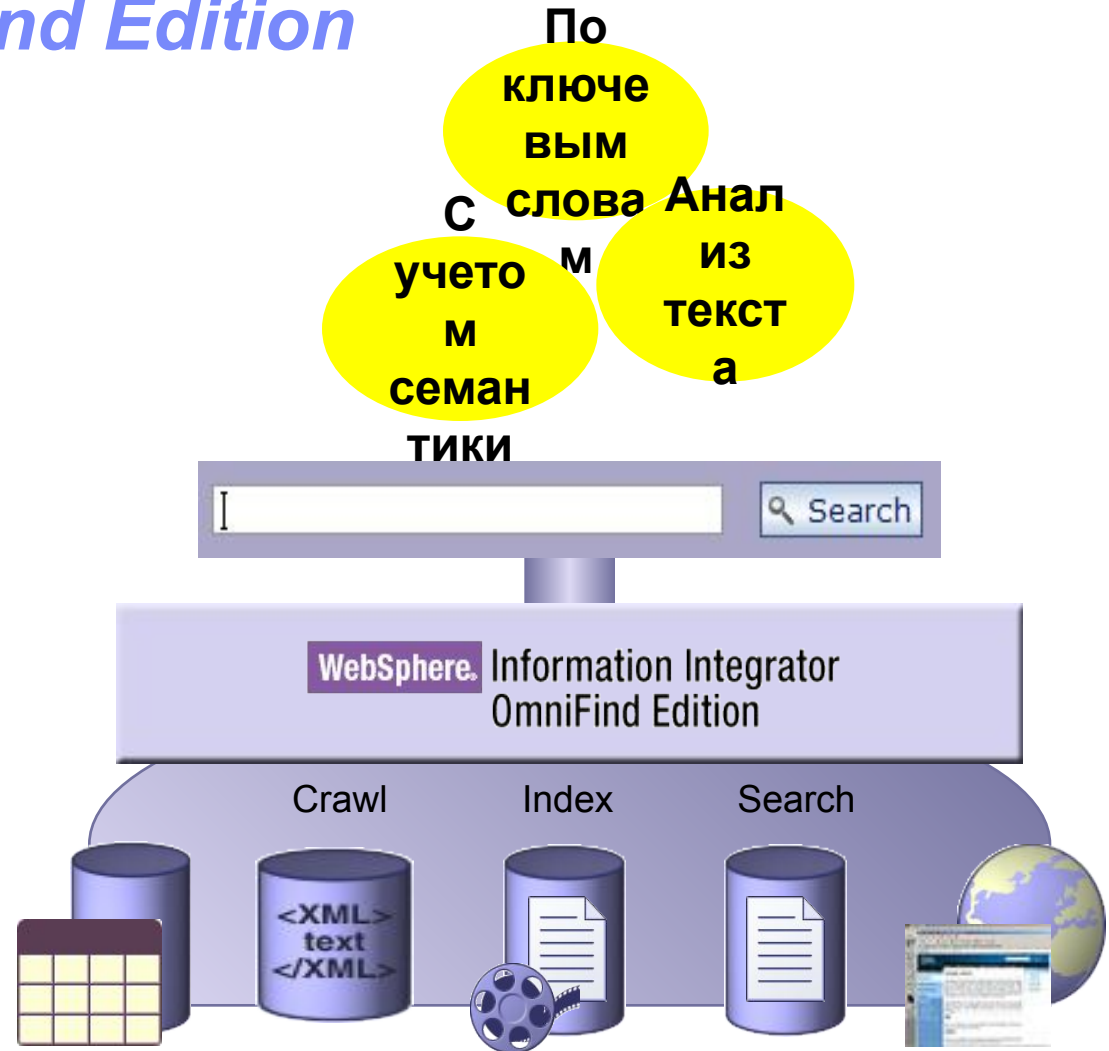 nd Edition
По
ключе
вым
слова
м
Анал
из
текст
а
С
учето
м
семан
тики
Search
WebSphere. Information Integrator
OmniFind Edition
Crawl Index Search
<XML>
text
</XML>